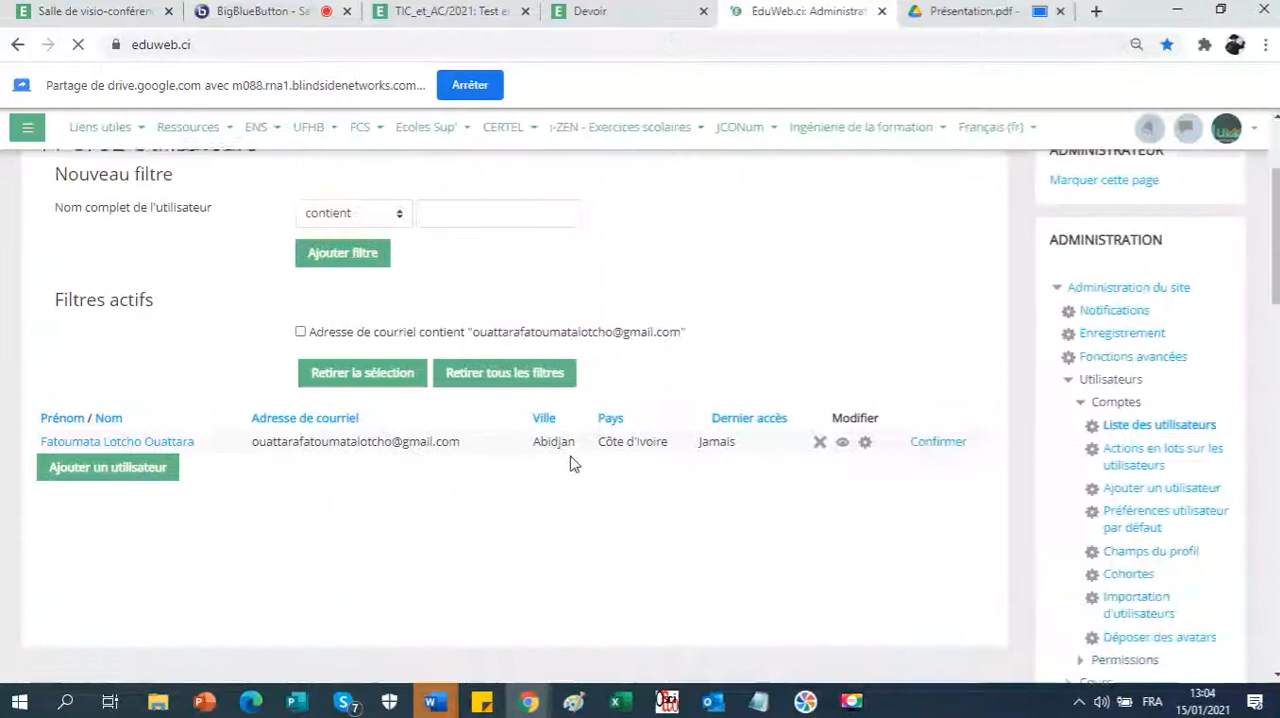 Salle de visio-conféren
BigBlueButton - Sa
TIC_et_AC/2021: Test e
Devoir
EduWeb.ci: Administrat
Présentation.pdf -
eduweb.ci
Partage de drive.google.com avec m088.rna1.blindsidenetworks.com...
Arrêter
Liens utiles
Ressources
ENS
UFHB
FCS
Ecoles Sup'
CERTEL
I-ZEN - Exercices scolaires
JCONum
Ingénierie de la formation
Français (fr)
Nouveau filtre
Nom complet de l'utilisateur
contient
Ajouter filtre
Filtres actifs
Adresse de courriel contient "ouattarafatoumatalotcho@gmail.com"
Retirer la sélection
Retirer tous les filtres
Prénom / Nom
Adresse de courriel
Ville
Pays
Dernier accès
Modifier
Fatoumata Lotcho Ouattara
ouattarafatoumatalotcho@gmail.com
Abidjan
Côte d'Ivoire
Jamais
Confirmer
Ajouter un utilisateur
ADMINISTRATEUR
Marquer cette page
ADMINISTRATION
Administration du site
Notifications
Enregistrement
Fonctions avancées
Utilisateurs
Comptes
Liste des utilisateurs
Actions en lots sur les
utilisateurs
Ajouter un utilisateur
Préférences utilisateur
par défaut
Champs du profil
Cohortes
Importation
d'utilisateurs
Déposer des avatars
Permissions
FRA
13:04
15/01/2021